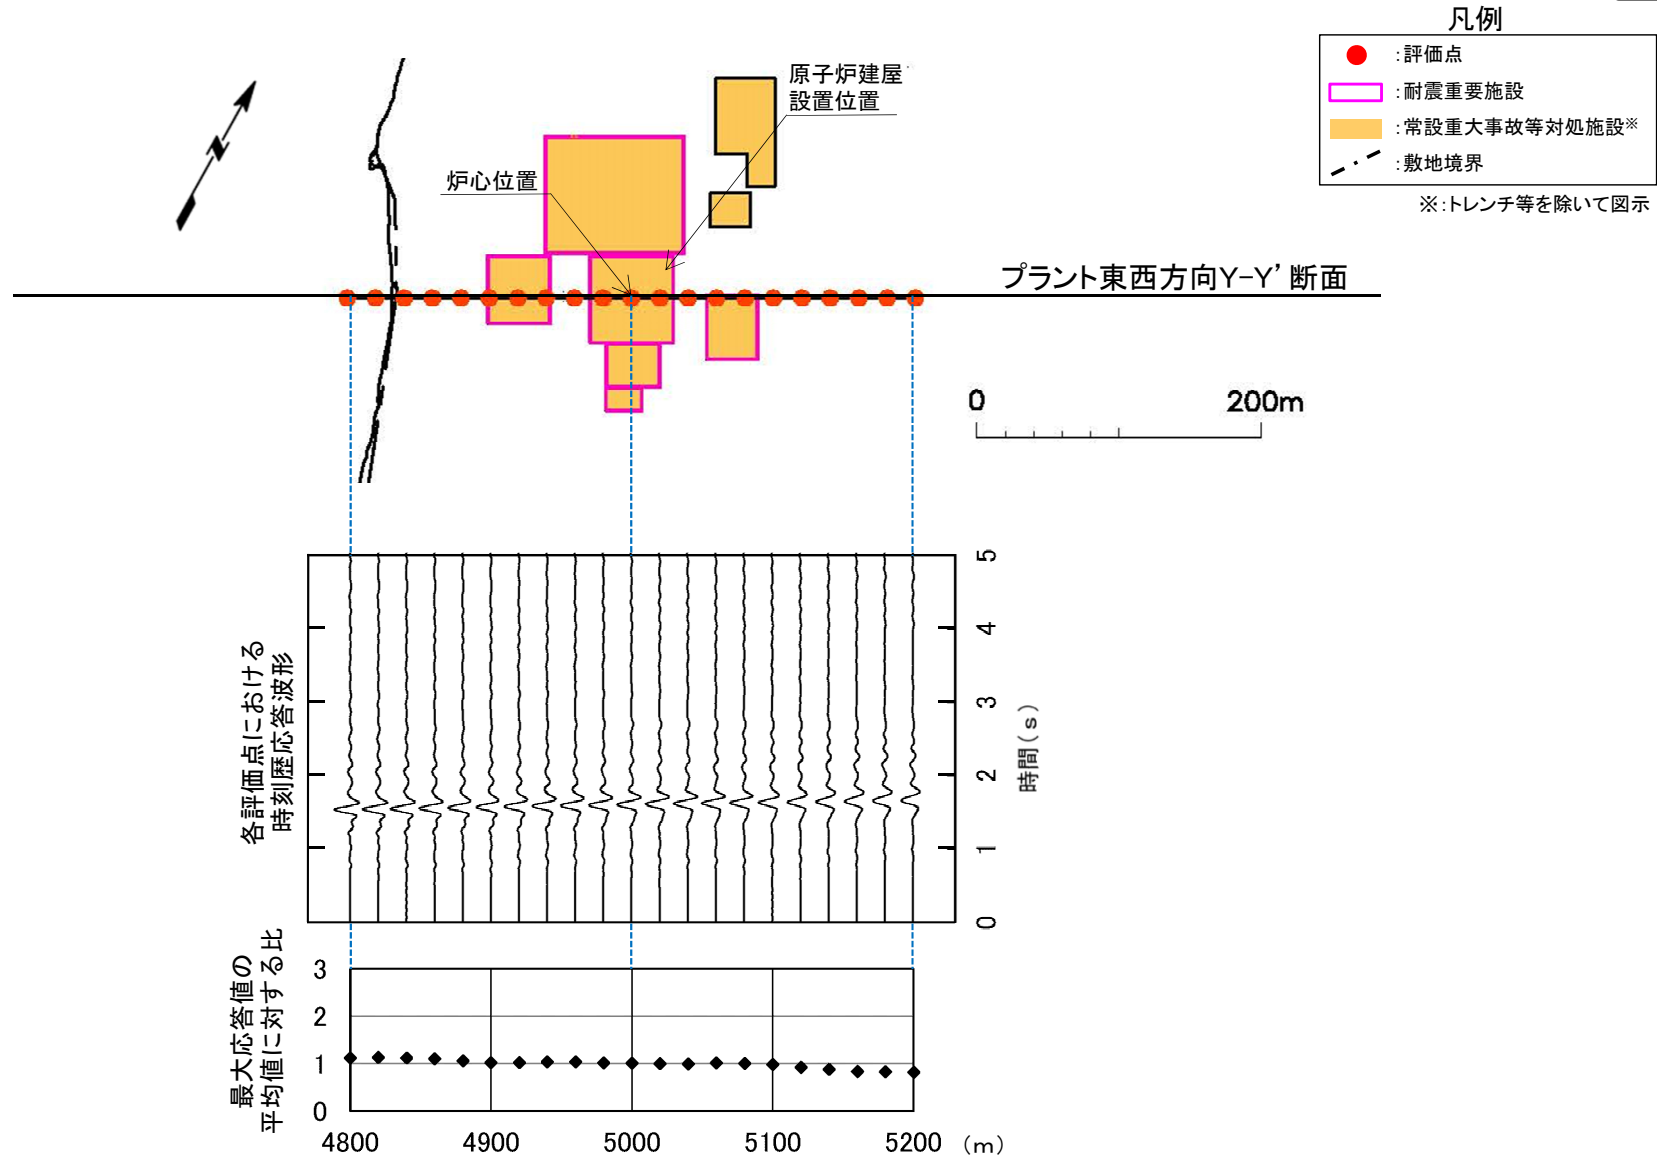 凡例
:評価点
:耐震重要施設
:常設重大事故等対処施設※
:敷地境界
※:トレンチ等を除いて図示
原子炉建屋
設置位置
炉心位置
N
プラント東西方向Y-Y’断面
0 200m
各評価点における
時刻歴応答波形
5
4
3
2
1
0
時間(s)
最大応答値の
平均値に対する比
3
2
1
0
4800 4900 5000 5100 5200 (m)